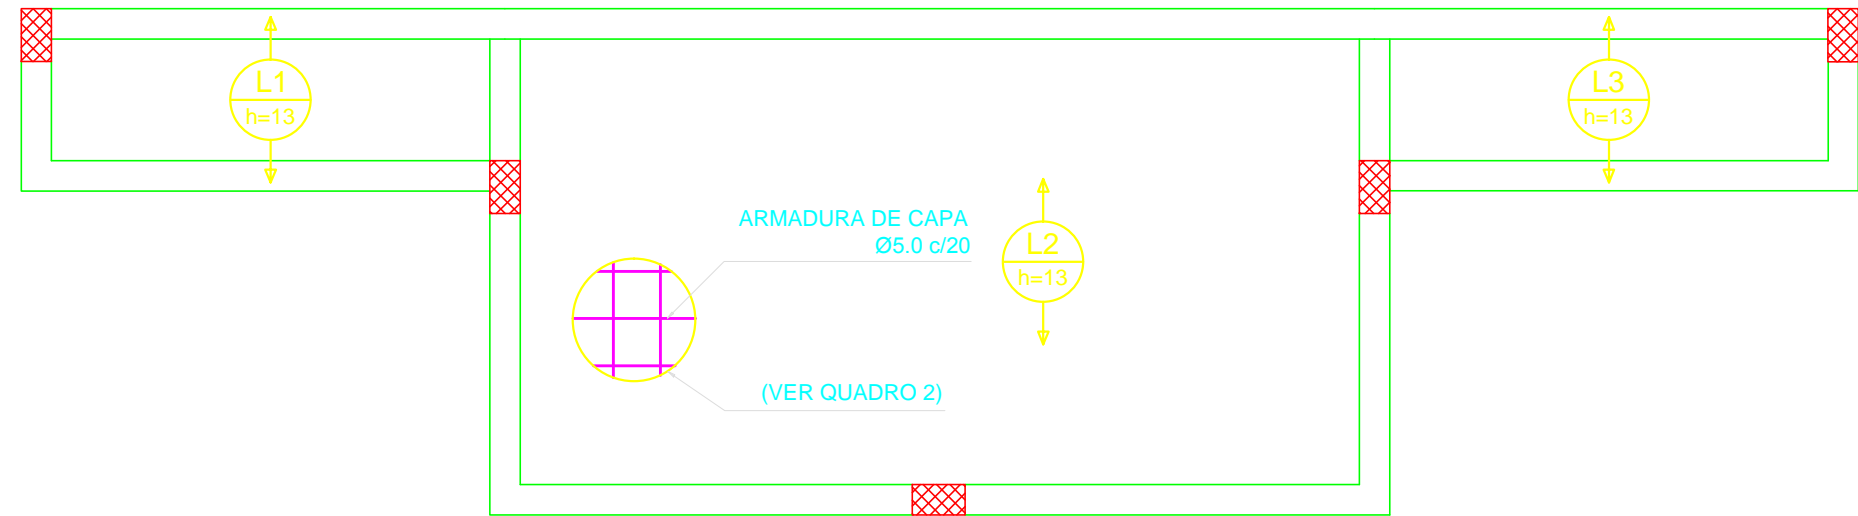 L1
h=13
L3
h=13
ARMADURA DE CAPA
Ø5.0 c/20
L2
h=13
(VER QUADRO 2)